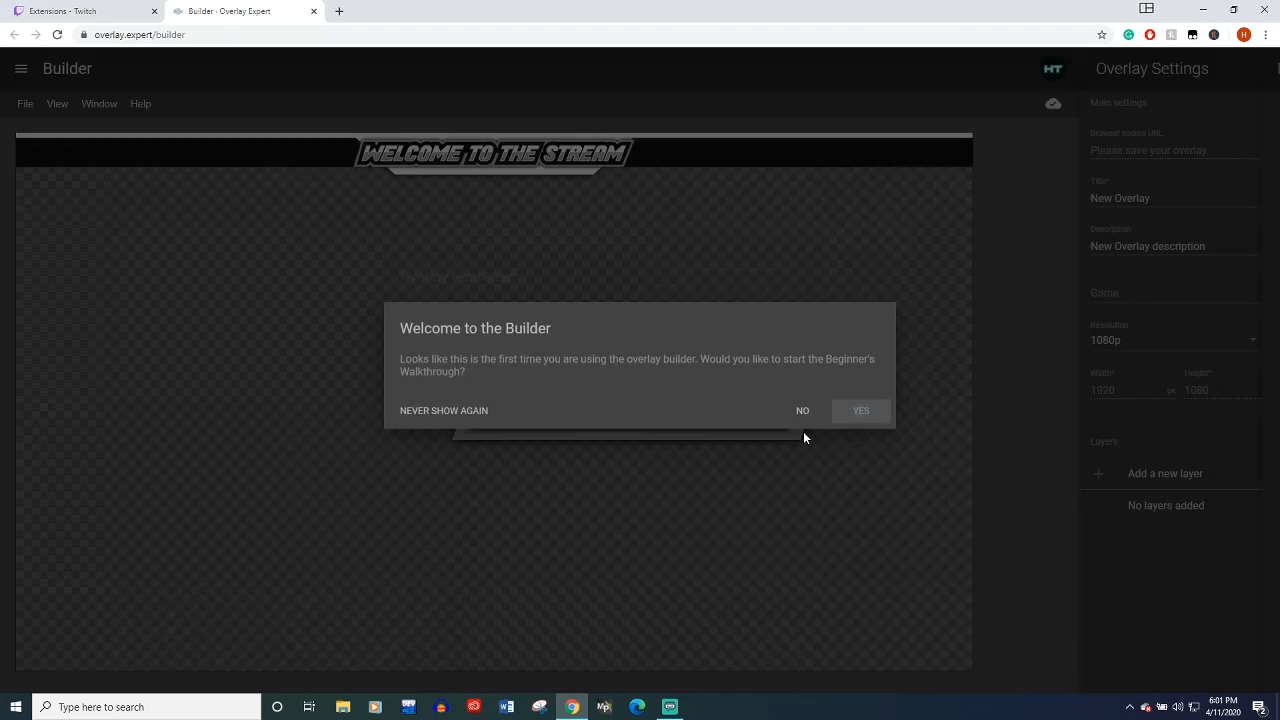 Extensions - Twitch
Builder - Overlay Expert
overlay.expert/builder
Builder
HT
Overlay Settings
File View Window Help
Main settings
Browser source URL
Please save your overlay
WELCOME TO THE STREAM
Title*
New Overlay
Description
New Overlay description
Game
Resolution
1080p
Width* Height*
1920 px 1080
Welcome to the Builder
Looks like this is the first time you are using the overlay builder. Would you like to start the Beginner's
Walkthrough?
NEVER SHOW AGAIN NO YES
Layers
Add a new layer
No layers added
Type here to search
6:01 PM
4/11/2020